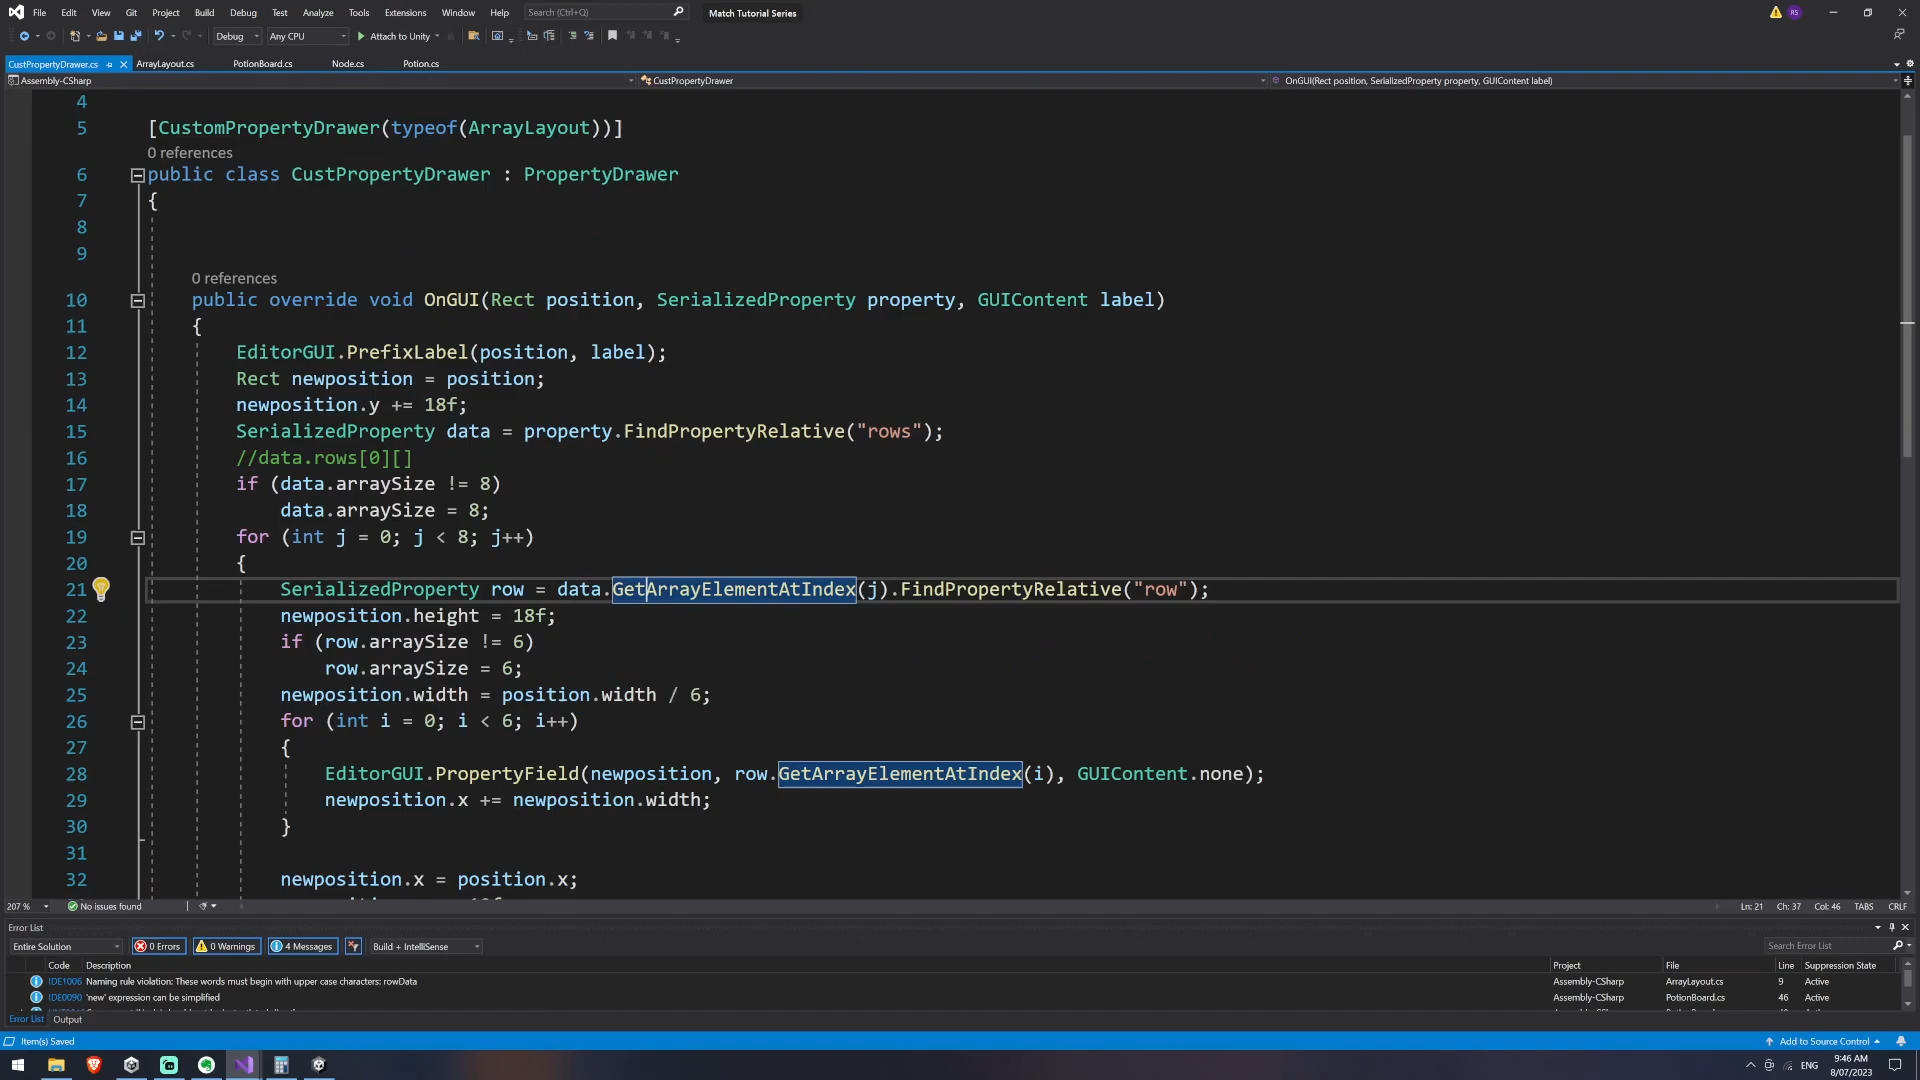 File Edit View Git Project Build Debug Test Analyze Tools Extensions Window Help Search (Ctrl+Q) Match Tutorial Series RS
Debug Any CPU Attach to Unity
CustPropertyDrawer.cs ArrayLayout.cs PotionBoard.cs Node.cs Potion.cs
Assembly-CSharp CustPropertyDrawer OnGUI(Rect position, SerializedProperty property, GUIContent label)
4
5 [CustomPropertyDrawer(typeof(ArrayLayout))]
0 references
6 public class CustPropertyDrawer : PropertyDrawer
7 {
8
9
0 references
10 public override void OnGUI(Rect position, SerializedProperty property, GUIContent label)
11 {
12 EditorGUI.PrefixLabel(position, label);
13 Rect newposition = position;
14 newposition.y += 18f;
15 SerializedProperty data = property.FindPropertyRelative("rows");
16 //data.rows[0][]
17 if (data.arraySize != 8)
18 data.arraySize = 8;
19 for (int j = 0; j < 8; j++)
20 {
21 SerializedProperty row = data.GetArrayElementAtIndex(j).FindPropertyRelative("row");
22 newposition.height = 18f;
23 if (row.arraySize != 6)
24 row.arraySize = 6;
25 newposition.width = position.width / 6;
26 for (int i = 0; i < 6; i++)
27 {
28 EditorGUI.PropertyField(newposition, row.GetArrayElementAtIndex(i), GUIContent.none);
29 newposition.x += newposition.width;
30 }
31
32 newposition.x = position.x;
207 % No issues found Ln: 21 Ch: 37 Col: 46 TABS CRLF
Error List
Entire Solution 0 Errors 0 Warnings 4 Messages Build + IntelliSense Search Error List
Code Description Project File Line Suppression State
IDE1006 Naming rule violation: These words must begin with upper case characters: rowData Assembly-CSharp ArrayLayout.cs 9 Active
IDE0090 'new' expression can be simplified Assembly-CSharp PotionBoard.cs 46 Active
Error List Output
Item(s) Saved Add to Source Control
ENG 9:46 AM
8/07/2023